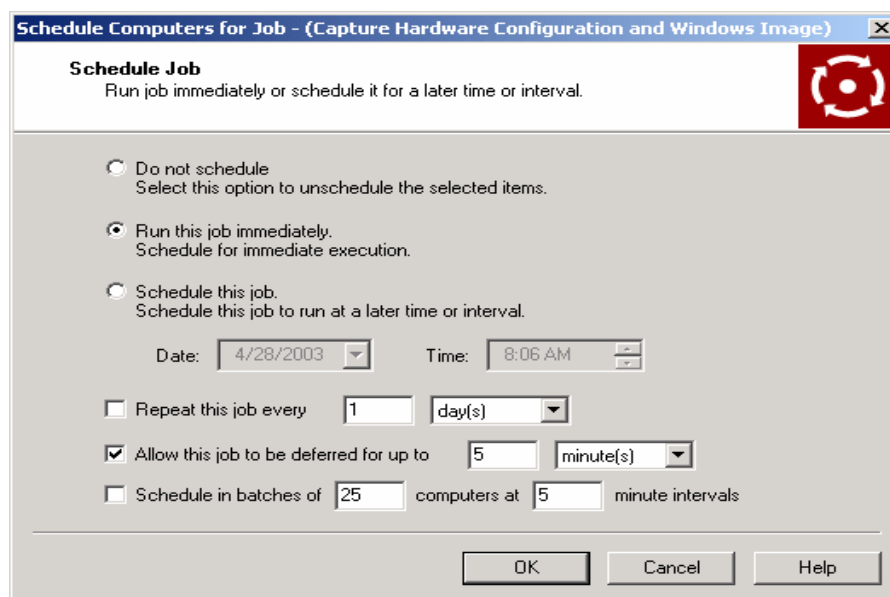 Schedule Computers for Job - (Capture Hardware Configuration and Windows Image)
Schedule Job
Run job immediately or schedule it for a later time or interval.
Do not schedule
Select this option to unschedule the selected items.
Run this job immediately.
Schedule for immediate execution.
Schedule this job.
Schedule this job to run at a later time or interval.
Date: 4/28/2003 Time: 8:06 AM
Repeat this job every 1 day(s)
Allow this job to be deferred for up to 5 minute(s)
Schedule in batches of 25 computers at 5 minute intervals
OK Cancel Help